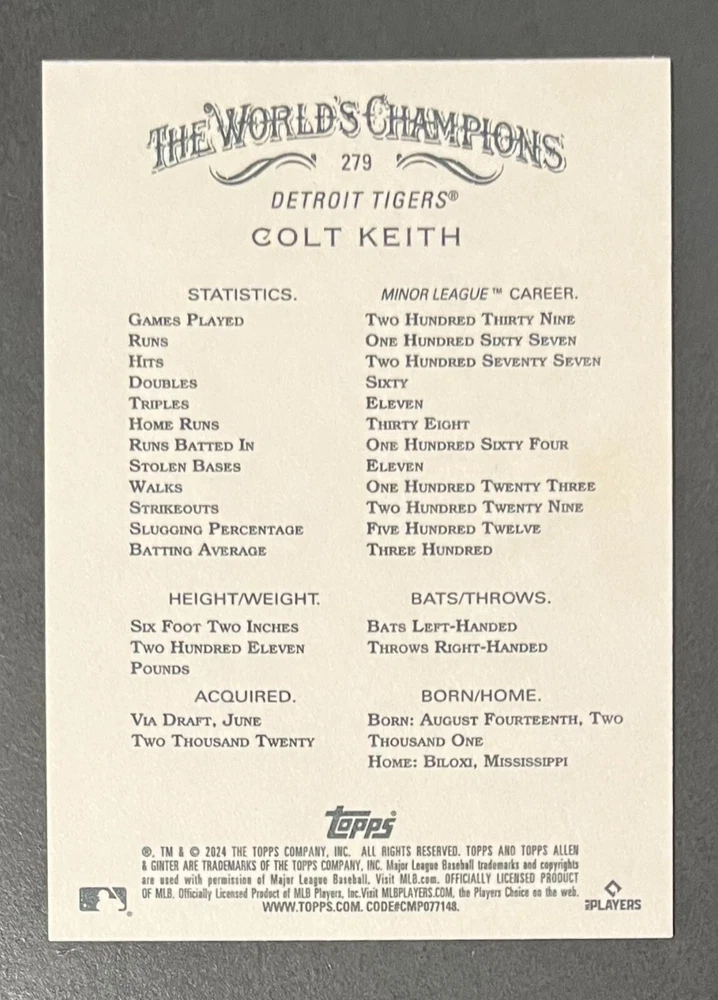 THE WORLD'S CHAMPIONS
279
DETROIT TIGERS®
COLT KEITH
STATISTICS. MINOR LEAGUE™ CAREER.
GAMES PLAYED TWO HUNDRED THIRTY NINE
RUNS ONE HUNDRED SIXTY SEVEN
HITS TWO HUNDRED SEVENTY SEVEN
DOUBLES SIXTY
TRIPLES ELEVEN
HOME RUNS THIRTY EIGHT
RUNS BATTED IN ONE HUNDRED SIXTY FOUR
STOLEN BASES ELEVEN
WALKS ONE HUNDRED TWENTY THREE
STRIKEOUTS TWO HUNDRED TWENTY NINE
SLUGGING PERCENTAGE FIVE HUNDRED TWELVE
BATTING AVERAGE THREE HUNDRED
HEIGHT/WEIGHT. BATS/THROWS.
SIX FOOT TWO INCHES BATS LEFT-HANDED
TWO HUNDRED ELEVEN THROWS RIGHT-HANDED
POUNDS
ACQUIRED. BORN/HOME.
VIA DRAFT, JUNE BORN: AUGUST FOURTEENTH, TWO
TWO THOUSAND TWENTY THOUSAND ONE
HOME: BILOXI, MISSISSIPPI
Topps
®, TM & © 2024 THE TOPPS COMPANY, INC. ALL RIGHTS RESERVED. TOPPS AND TOPPS ALLEN
& GINTER ARE TRADEMARKS OF THE TOPPS COMPANY, INC. Major League Baseball trademarks and copyrights
are used with permission of Major League Baseball. Visit MLB.com. OFFICIALLY LICENSED PRODUCT
OF MLB. Officially Licensed Product of MLB Players, Inc. Visit MLBPLAYERS.COM, the Players Choice on the web.
WWW.TOPPS.COM. CODE#CMP077148.
PLAYERS